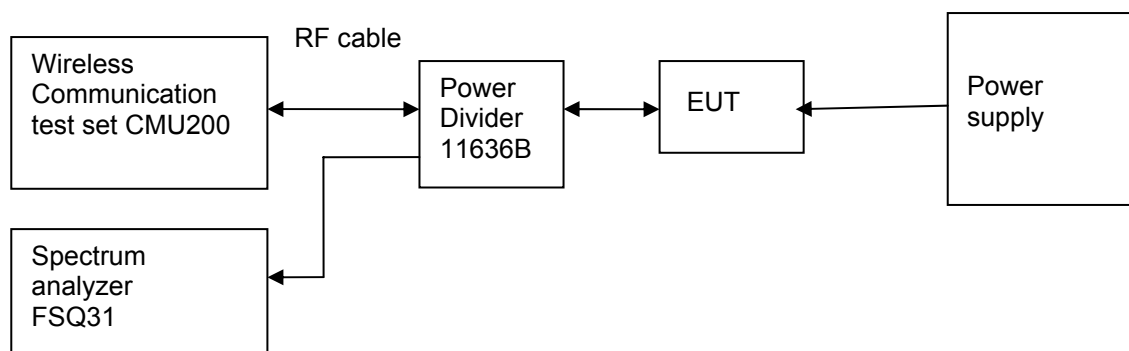 RF cable
Wireless
Communication
test set CMU200
Power
Divider
11636B
EUT
Power
supply
Spectrum
analyzer
FSQ31